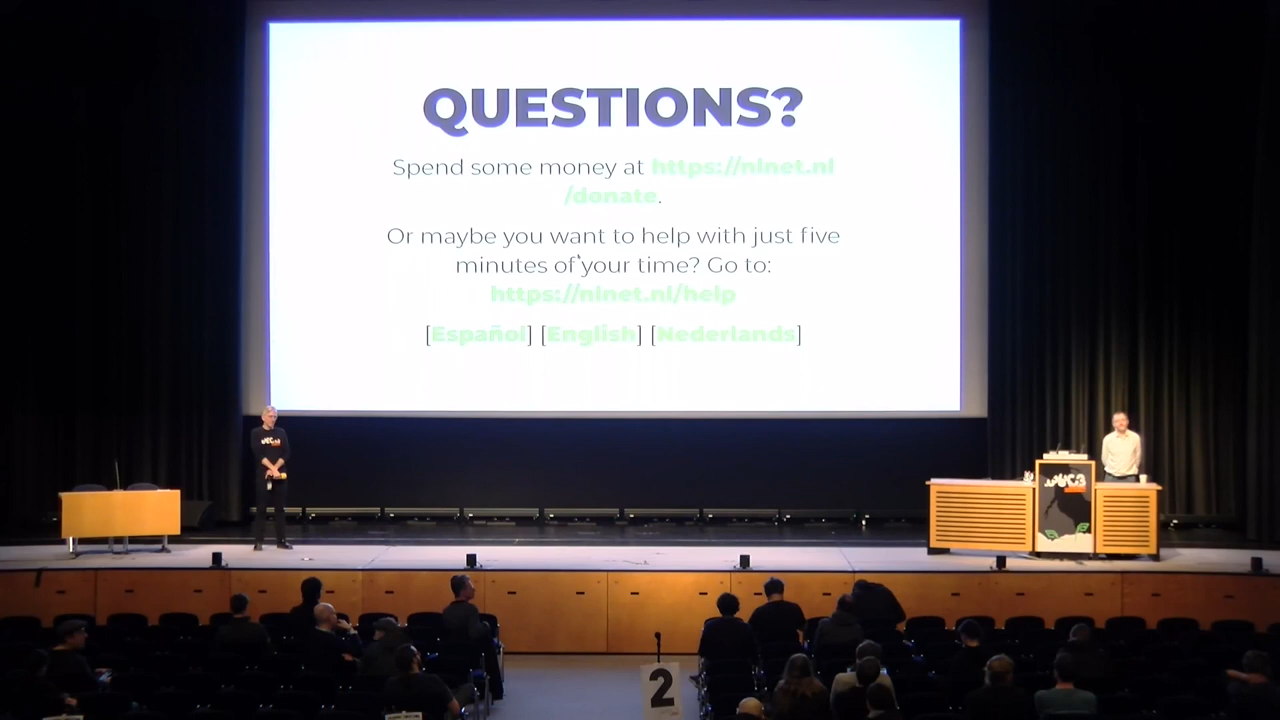 QUESTIONS?
Spend some money at https://nlnet.nl
/donate.
Or maybe you want to help with just five
minutes of your time? Go to:
https://nlnet.nl/help
[Español] [English] [Nederlands]
2